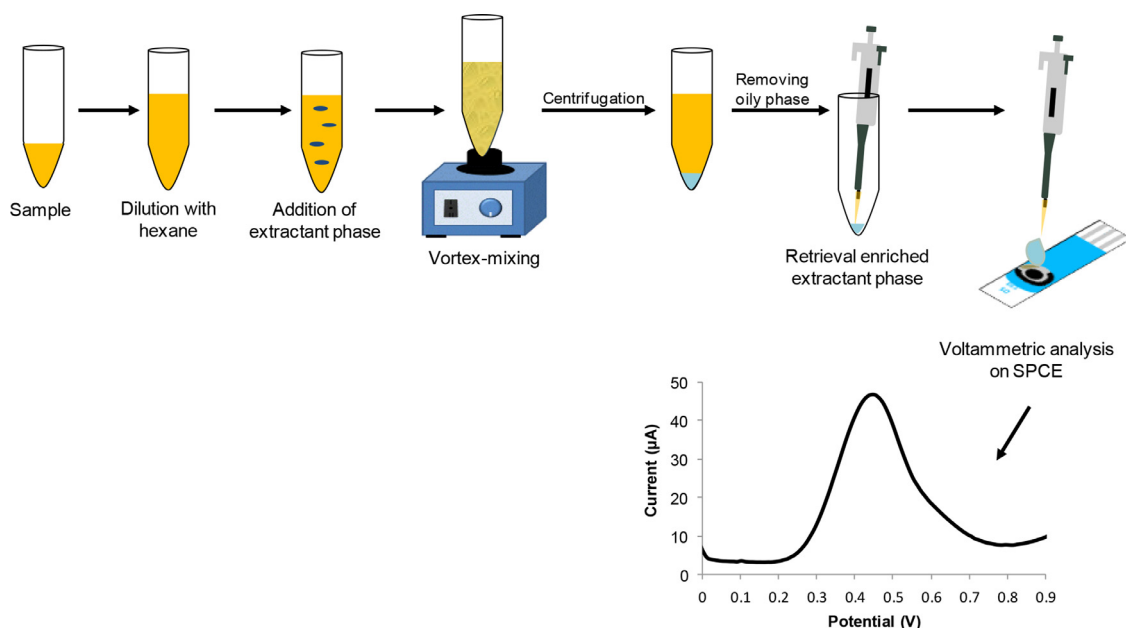 Sample
Dilution with
hexane
Addition of
extractant phase
Vortex-mixing
Centrifugation
Removing
oily phase
Retrieval enriched
extractant phase
Voltammetric analysis
on SPCE
Current (µA)
50
40
30
20
10
0
0 0.1 0.2 0.3 0.4 0.5 0.6 0.7 0.8 0.9
Potential (V)